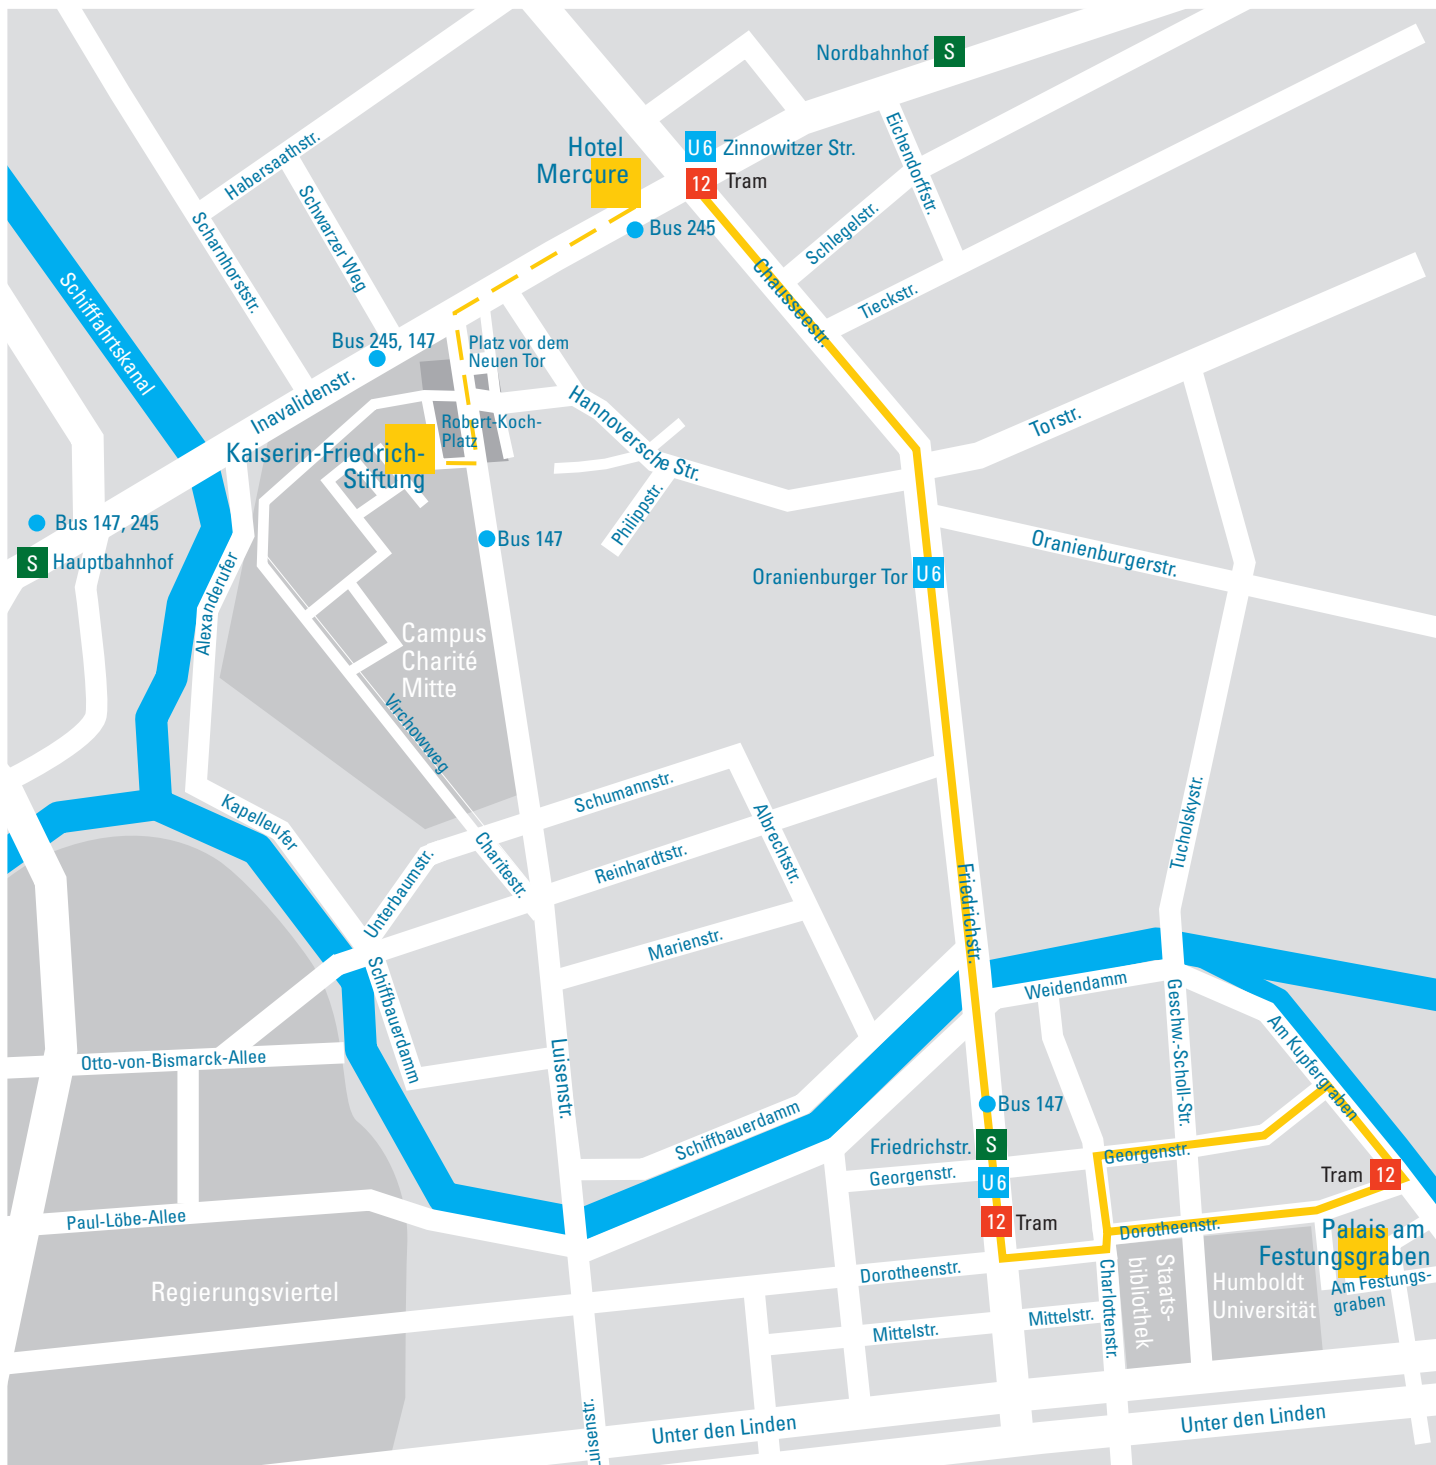 Nordbahnhof S
Hotel
Mercure
U6 Zinnowitzer Str.
12 Tram
Bus 245
Habersaathstr.
Schwarzer Weg
Scharnhorststr.
Eichendorffstr.
Schlegelstr.
Tieckstr.
Chausseestr.
Schifffahrtskanal
Bus 245, 147
Platz vor dem
Neuen Tor
Inavalidenstr.
Hannoversche Str.
Torstr.
Robert-Koch-
Platz
Kaiserin-Friedrich-
Stiftung
Philippstr.
Bus 147, 245
S Hauptbahnhof
Bus 147
Oranienburger Tor U6
Oranienburgerstr.
Alexanderufer
Campus
Charité
Mitte
Virchowweg
Schumannstr.
Kapelleufer
Albrechtstr.
Tucholskystr.
Charitestr.
Reinhardtstr.
Unterbaumstr.
Friedrichstr.
Marienstr.
Schiffbauerdamm
Weidendamm
Geschw.-Scholl-Str.
Am Kupfergraben
Otto-von-Bismarck-Allee
Luisenstr.
Schiffbauerdamm
Bus 147
Friedrichstr. S
U6
12 Tram
Georgenstr.
Georgenstr.
Tram 12
Paul-Löbe-Allee
Dorotheenstr.
Palais am
Festungsgraben
Am Festungs-
graben
Dorotheenstr.
Charlottenstr.
Staats-
bibliothek
Humboldt
Universität
Regierungsviertel
Mittelstr.
Mittelstr.
Luisenstr.
Unter den Linden
Unter den Linden